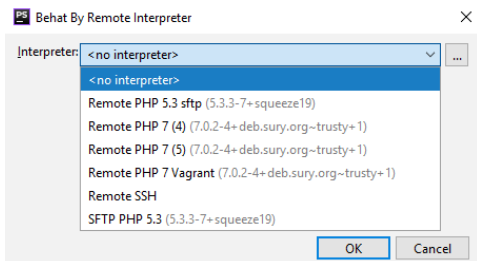 PS Behat By Remote Interpreter
Interpreter: <no interpreter> ...
<no interpreter>
Remote PHP 5.3 sftp (5.3.3-7+squeeze19)
Remote PHP 7 (4) (7.0.2-4+deb.sury.org~trusty+1)
Remote PHP 7 (5) (7.0.2-4+deb.sury.org~trusty+1)
Remote PHP 7 Vagrant (7.0.2-4+deb.sury.org~trusty+1)
Remote SSH
SFTP PHP 5.3 (5.3.3-7+squeeze19)
OK Cancel